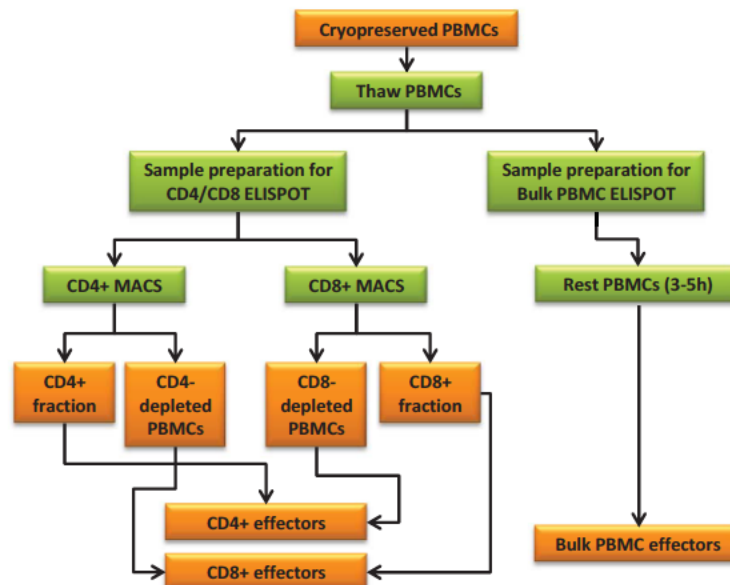 Cryopreserved PBMCs
Thaw PBMCs
Sample preparation for
CD4/CD8 ELISPOT
Sample preparation for
Bulk PBMC ELISPOT
CD4+ MACS
CD8+ MACS
Rest PBMCs (3-5h)
CD4+
fraction
CD4-
depleted
PBMCs
CD8-
depleted
PBMCs
CD8+
fraction
CD4+ effectors
CD8+ effectors
Bulk PBMC effectors